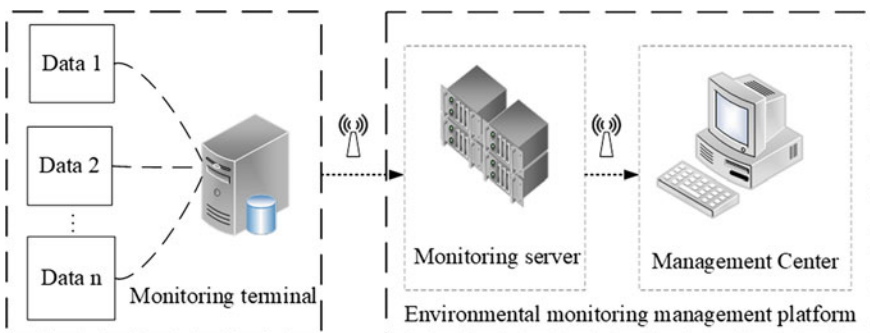 Data 1
Data 2
⋮
Data n
Monitoring terminal
Monitoring server
Management Center
Environmental monitoring management platform